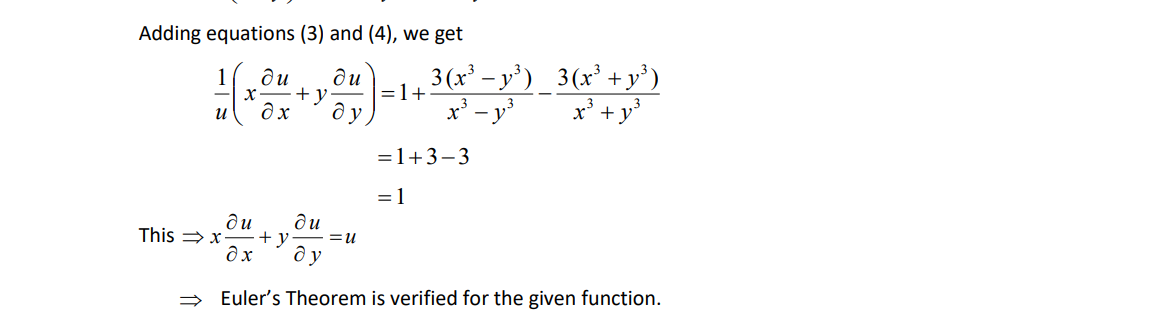 Adding equations (3) and (4), we get
1/u ( x ∂u/∂x + y ∂u/∂y ) = 1 + 3(x³ − y³)/(x³ − y³) − 3(x³ + y³)/(x³ + y³)
= 1 + 3 − 3
= 1
This ⇒ x ∂u/∂x + y ∂u/∂y = u
⇒ Euler’s Theorem is verified for the given function.